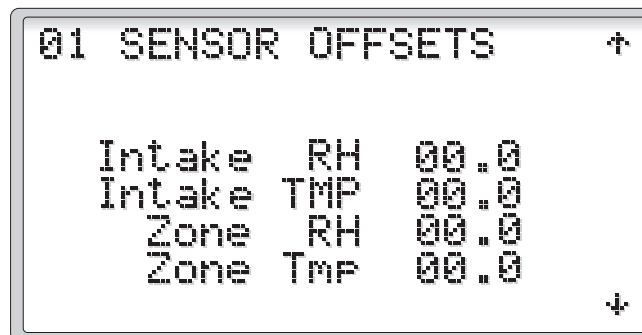 01 SENSOR OFFSETS ↑
Intake RH 00.0
Intake TMP 00.0
Zone RH 00.0
Zone Tmp 00.0
↓